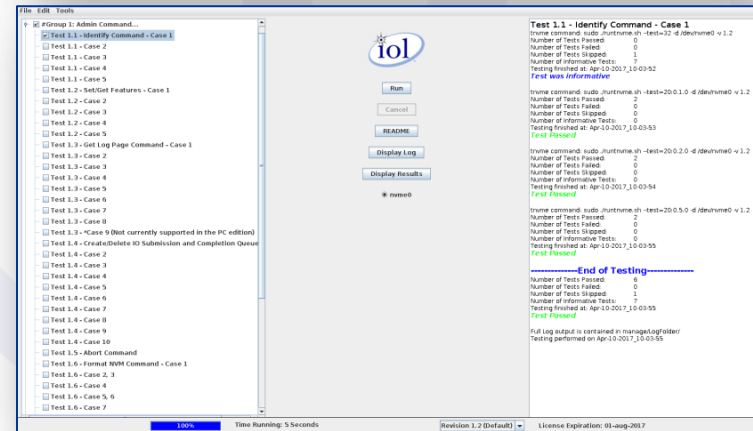 File Edit Tools
#Group 1: Admin Command...
Test 1.1 - Identify Command - Case 1
Test 1.1 - Case 2
Test 1.1 - Case 3
Test 1.1 - Case 4
Test 1.1 - Case 5
Test 1.2 - Set/Get Features - Case 1
Test 1.2 - Case 2
Test 1.2 - Case 3
Test 1.2 - Case 4
Test 1.2 - Case 5
Test 1.3 - Get Log Page Command - Case 1
Test 1.3 - Case 2
Test 1.3 - Case 3
Test 1.3 - Case 4
Test 1.3 - Case 5
Test 1.3 - Case 6
Test 1.3 - Case 7
Test 1.3 - Case 8
Test 1.3 - *Case 9 (Not currently supported in the PC edition)
Test 1.4 - Create/Delete IO Submission and Completion Queue
Test 1.4 - Case 2
Test 1.4 - Case 3
Test 1.4 - Case 4
Test 1.4 - Case 5
Test 1.4 - Case 6
Test 1.4 - Case 7
Test 1.4 - Case 8
Test 1.4 - Case 9
Test 1.4 - Case 10
Test 1.5 - Abort Command
Test 1.6 - Format NVM Command - Case 1
Test 1.6 - Case 2, 3
Test 1.6 - Case 4
Test 1.6 - Case 5, 6
Test 1.6 - Case 7
iol
Run
Cancel
README
Display Log
Display Results
nvme0
Test 1.1 - Identify Command - Case 1
tnvme command: sudo ./runtnvme.sh --test=32 -d /dev/nvme0 -v 1.2
Number of Tests Passed: 0
Number of Tests Failed: 0
Number of Tests Skipped: 1
Number of Informative Tests: 7
Testing finished at: Apr-10-2017_10-03-52
Test was informative
tnvme command: sudo ./runtnvme.sh --test=20:0.1.0 -d /dev/nvme0 -v 1.2
Number of Tests Passed: 2
Number of Tests Failed: 0
Number of Tests Skipped: 0
Number of Informative Tests: 0
Testing finished at: Apr-10-2017_10-03-53
Test Passed
tnvme command: sudo ./runtnvme.sh --test=20:0.2.0 -d /dev/nvme0 -v 1.2
Number of Tests Passed: 2
Number of Tests Failed: 0
Number of Tests Skipped: 0
Number of Informative Tests: 0
Testing finished at: Apr-10-2017_10-03-54
Test Passed
tnvme command: sudo ./runtnvme.sh --test=20:0.5.0 -d /dev/nvme0 -v 1.2
Number of Tests Passed: 2
Number of Tests Failed: 0
Number of Tests Skipped: 0
Number of Informative Tests: 0
Testing finished at: Apr-10-2017_10-03-55
Test Passed
--------------End of Testing--------------
Number of Tests Passed: 6
Number of Tests Failed: 0
Number of Tests Skipped: 1
Number of Informative Tests: 7
Testing finished at: Apr-10-2017_10-03-55
Test Passed
Full Log output is contained in manage/LogFolder/
Testing performed on Apr-10-2017_10-03-55
100% Time Running: 5 Seconds Revision 1.2 (Default) License Expiration: 01-aug-2017